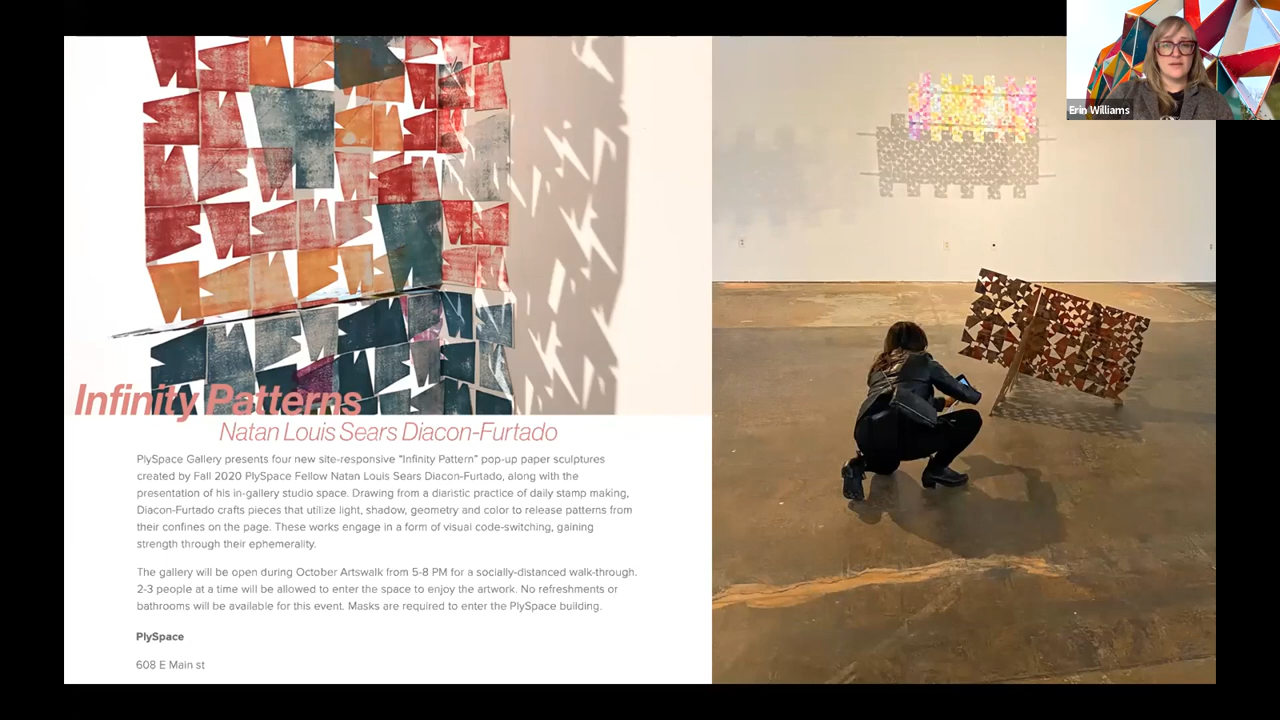 Erin Williams
Infinity Patterns
Natan Louis Sears Diacon-Furtado
PlySpace Gallery presents four new site-responsive "Infinity Pattern" pop-up paper sculptures
created by Fall 2020 PlySpace Fellow Natan Louis Sears Diacon-Furtado, along with the
presentation of his in-gallery studio space. Drawing from a diaristic practice of daily stamp making,
Diacon-Furtado crafts pieces that utilize light, shadow, geometry and color to release patterns from
their confines on the page. These works engage in a form of visual code-switching, gaining
strength through their ephemerality.
The gallery will be open during October Artswalk from 5-8 PM for a socially-distanced walk-through.
2-3 people at a time will be allowed to enter the space to enjoy the artwork. No refreshments or
bathrooms will be available for this event. Masks are required to enter the PlySpace building.
PlySpace
608 E Main st